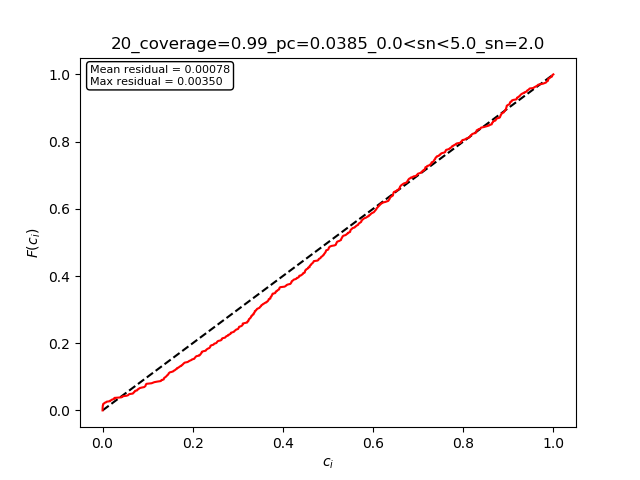 20_coverage=0.99_pc=0.0385_0.0<sn<5.0_sn=2.0
Mean residual = 0.00078
Max residual = 0.00350
1.0
0.8
0.6
0.4
0.2
0.0
F(c_i)
0.0 0.2 0.4 0.6 0.8 1.0
c_i